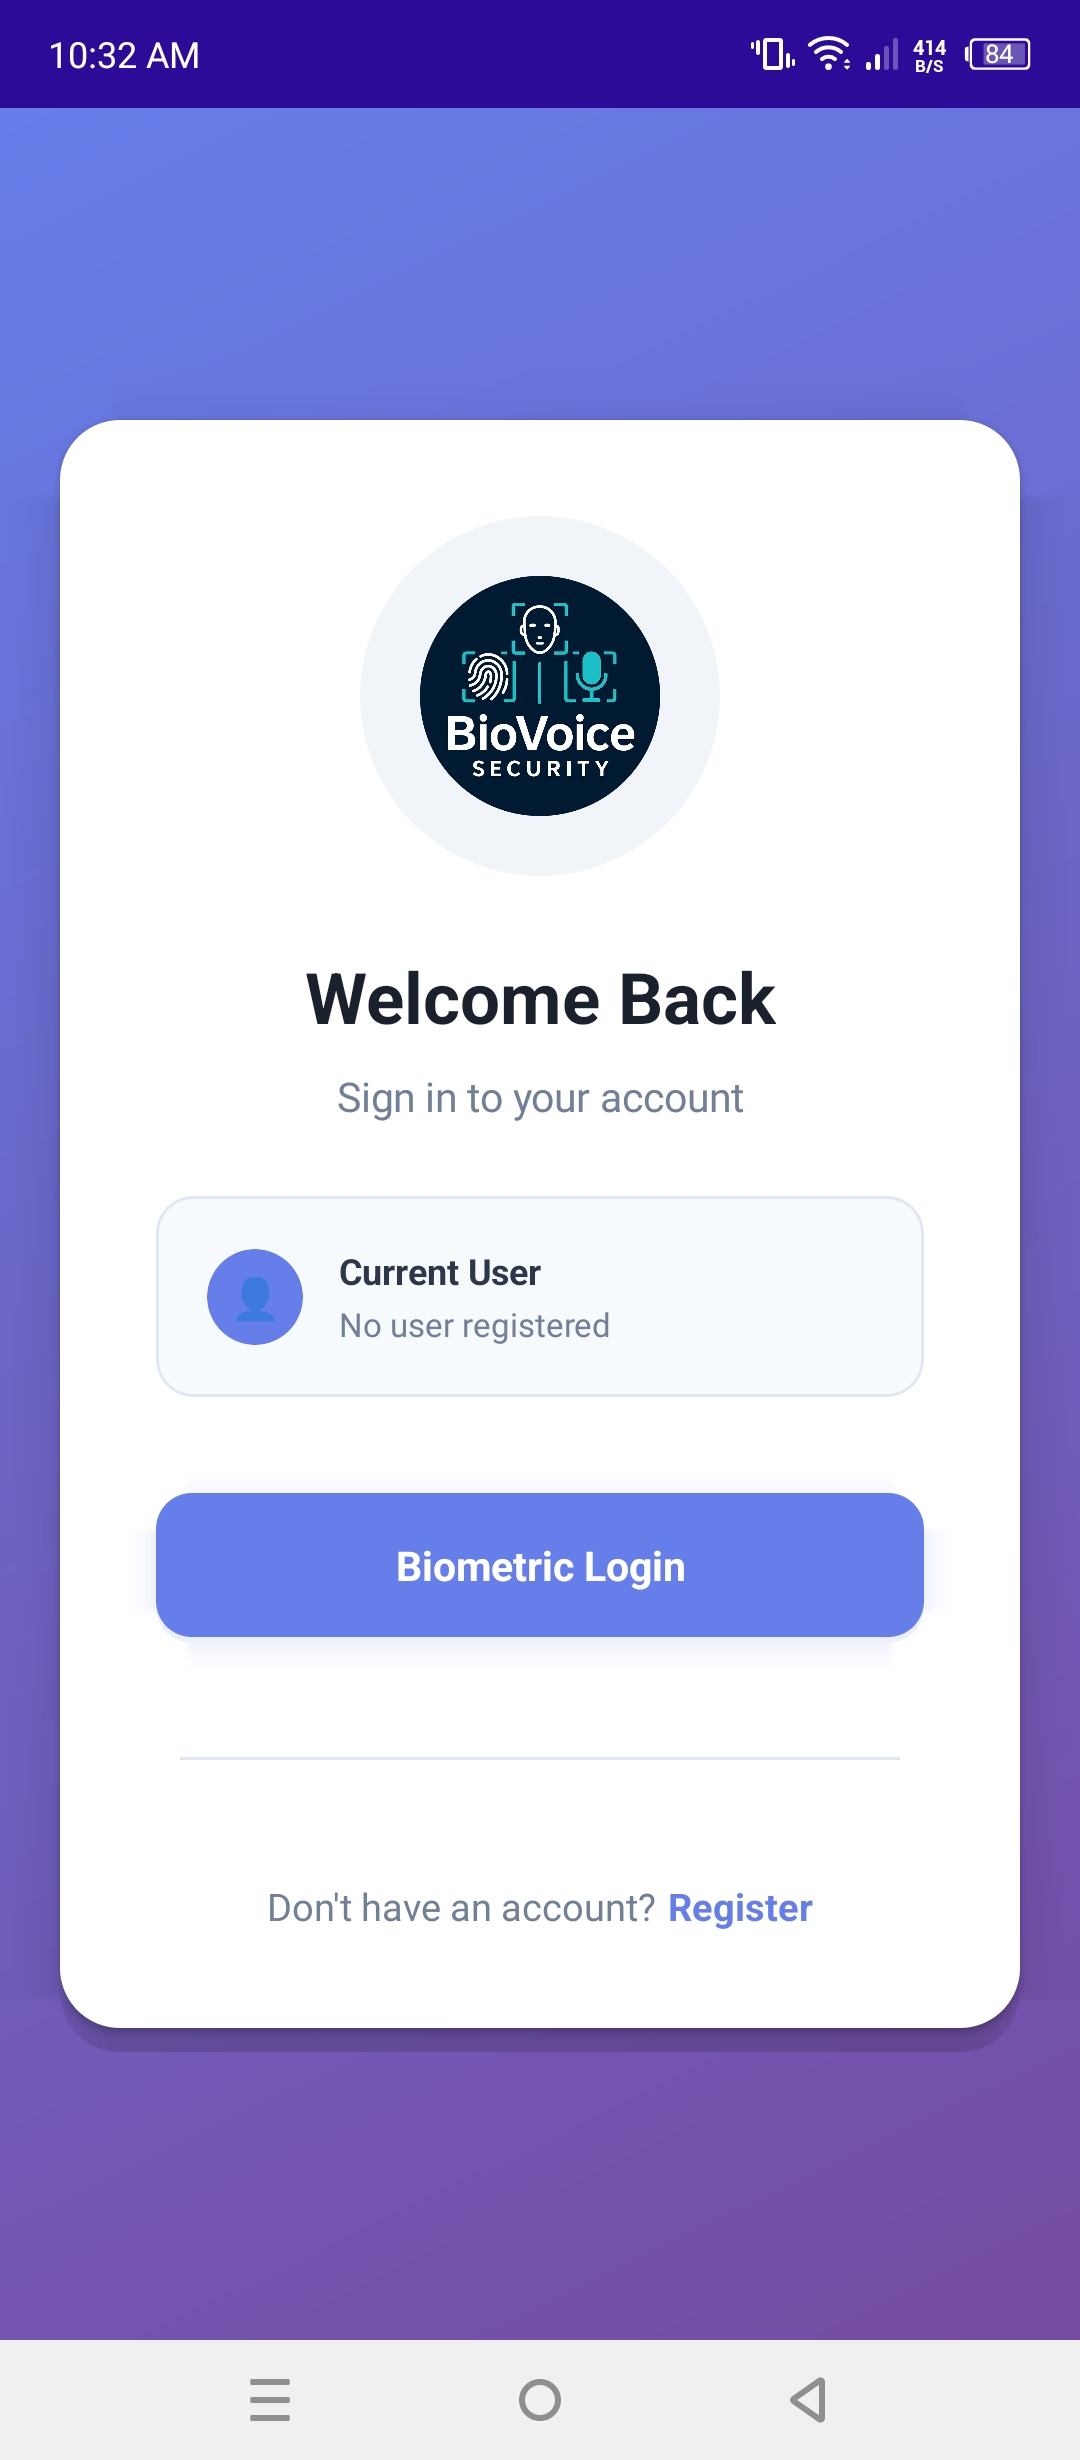 10:32 AM
414
B/S
84
BioVoice
SECURITY
Welcome Back
Sign in to your account
Current User
No user registered
Biometric Login
Don't have an account? Register